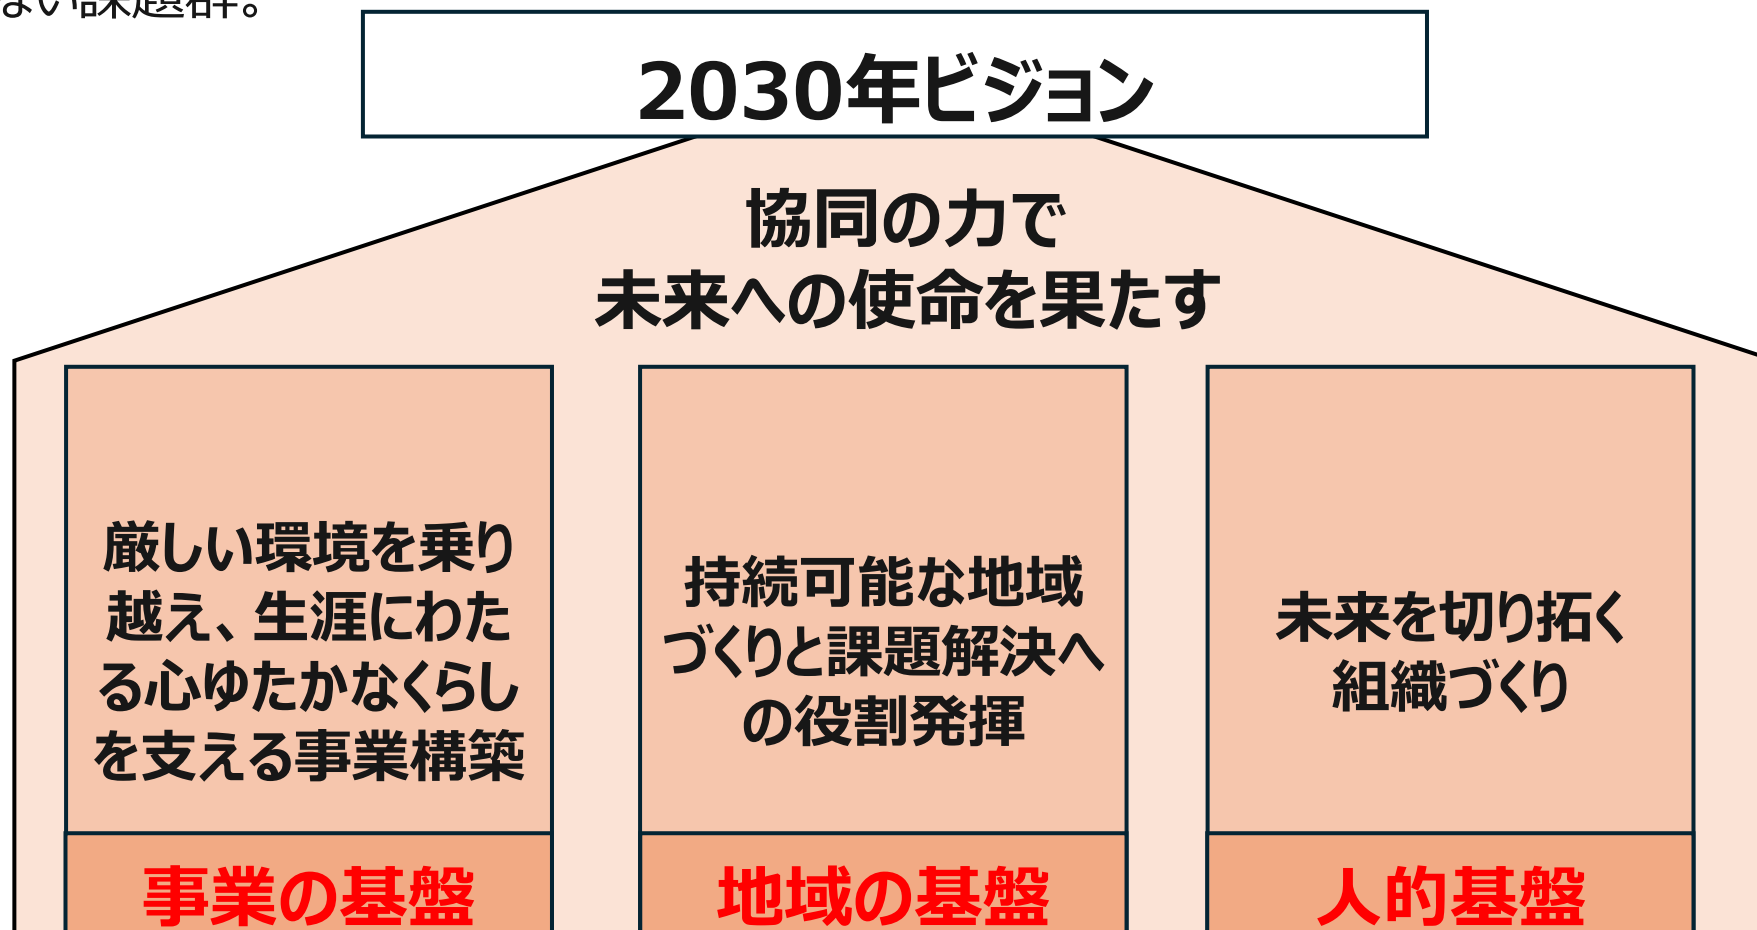 ない課題群。
2030年ビジョン
協同の力で
未来への使命を果たす
厳しい環境を乗り
越え、生涯にわた
る心ゆたかなくらし
を支える事業構築
持続可能な地域
づくりと課題解決へ
の役割発揮
未来を切り拓く
組織づくり
事業の基盤
地域の基盤
人的基盤